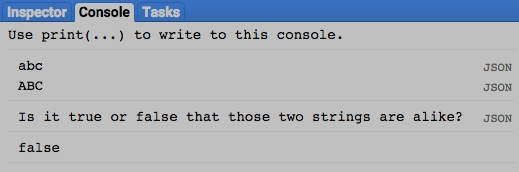 Inspector Console Tasks
Use print(...) to write to this console.
abc JSON
ABC JSON
Is it true or false that those two strings are alike? JSON
false